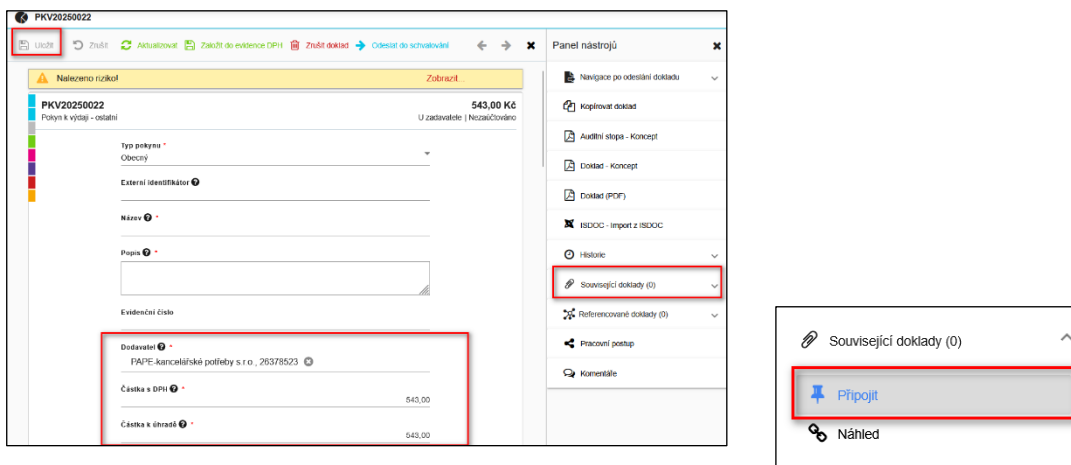 PKV20250022
Uložit Zrušit Aktualizovat Založit do evidence DPH Zrušit doklad Odeslat do schvalování
Nalezeno riziko! Zobrazit...
PKV20250022 543,00 Kč
Pokyn k výdaji - ostatní U zadavatele | Nezaúčtováno
Typ pokynu *
Obecný
Externí identifikátor
Název *
Popis *
Evidenční číslo
Dodavatel *
PAPE-kancelářské potřeby s.r.o., 26378523
Částka s DPH *
543,00
Částka k úhradě *
543,00
Panel nástrojů
Navigace po odeslání dokladu
Kopírovat doklad
Auditní stopa - Koncept
Doklad - Koncept
Doklad (PDF)
ISDOC - Import z ISDOC
Historie
Související doklady (0)
Referencované doklady (0)
Pracovní postup
Komentáře
Související doklady (0)
Připojit
Náhled